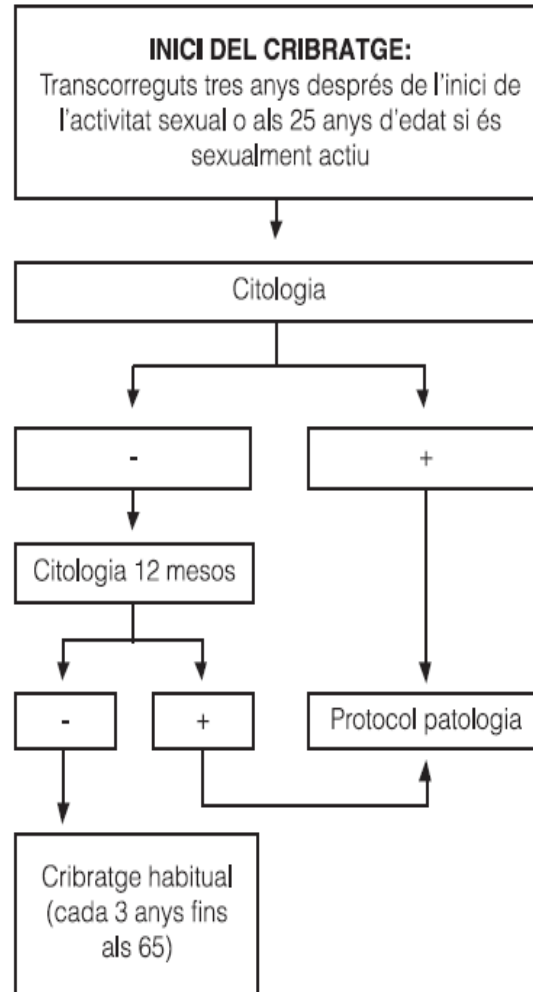 INICI DEL CRIBRATGE:
Transcorreguts tres anys després de l'inici de
l'activitat sexual o als 25 anys d'edat si és
sexualment actiu
Citologia
-
+
Citologia 12 mesos
-
+
Protocol patologia
Cribratge habitual
(cada 3 anys fins
als 65)